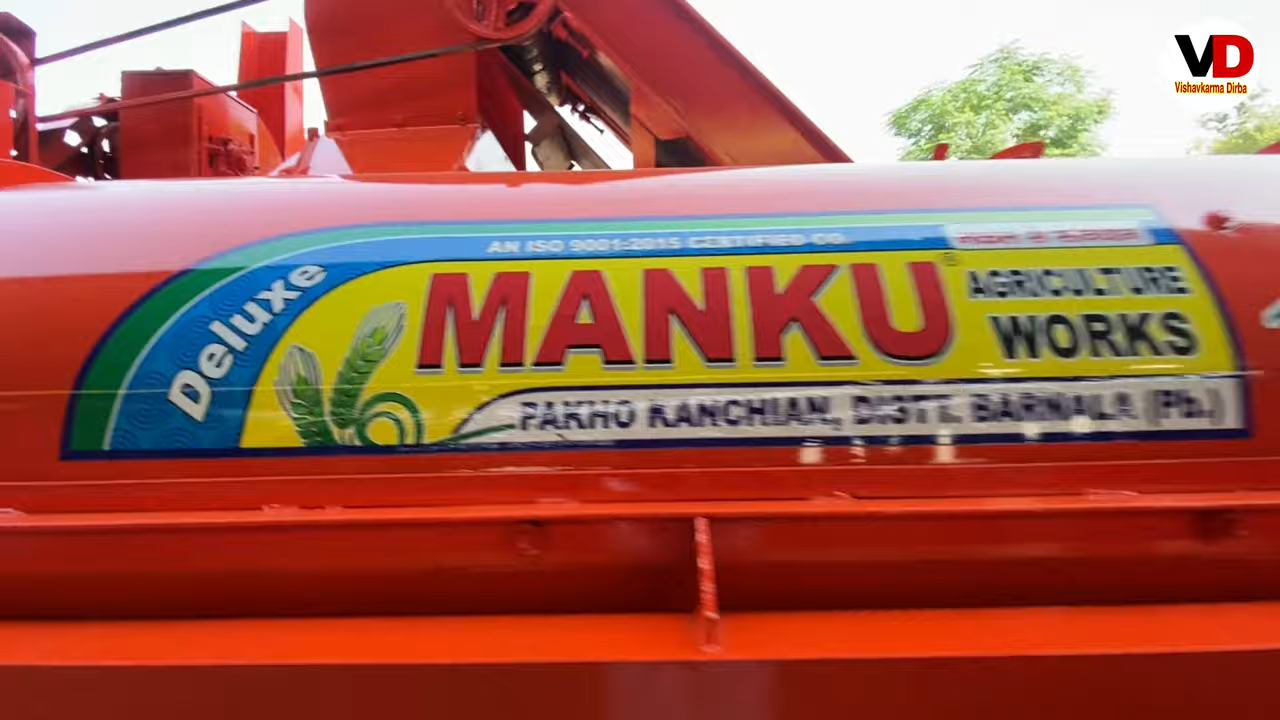 VD
Vishavkarma Dirba
AN ISO 9001:2015 CERTIFIED CO.
Deluxe
MANKU®
AGRICULTURE
WORKS
PAKHO KANCHIAN, DISTT. BARNALA (Pb.)